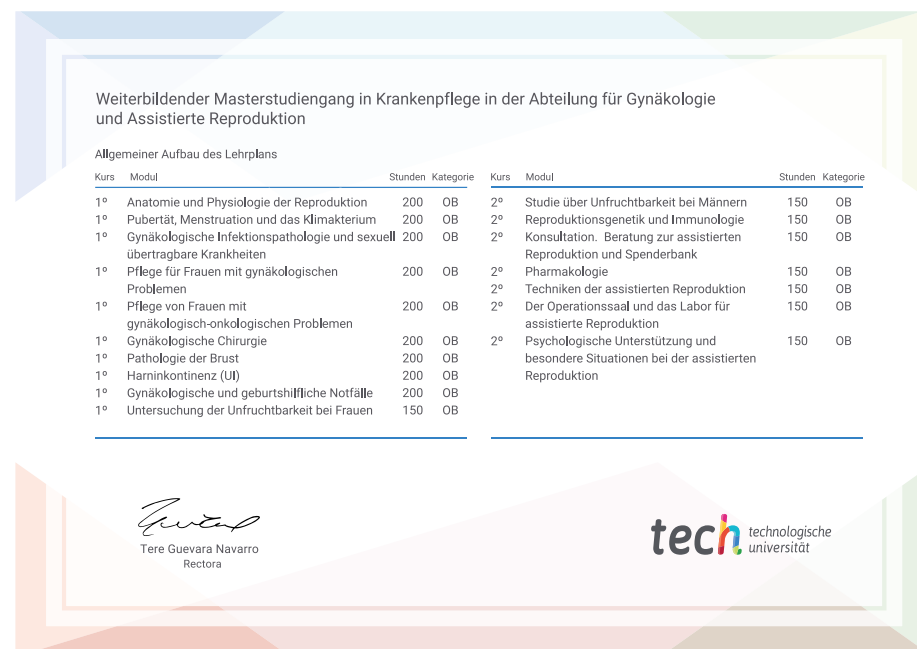 Weiterbildender Masterstudiengang in Krankenpflege in der Abteilung für Gynäkologie
und Assistierte Reproduktion
Allgemeiner Aufbau des Lehrplans
Kurs Modul Stunden Kategorie
1º Anatomie und Physiologie der Reproduktion 200 OB
1º Pubertät, Menstruation und das Klimakterium 200 OB
1º Gynäkologische Infektionspathologie und sexuell 200 OB
übertragbare Krankheiten
1º Pflege für Frauen mit gynäkologischen 200 OB
Problemen
1º Pflege von Frauen mit 200 OB
gynäkologisch-onkologischen Problemen
1º Gynäkologische Chirurgie 200 OB
1º Pathologie der Brust 200 OB
1º Harninkontinenz (UI) 200 OB
1º Gynäkologische und geburtshilfliche Notfälle 200 OB
1º Untersuchung der Unfruchtbarkeit bei Frauen 150 OB
Kurs Modul Stunden Kategorie
2º Studie über Unfruchtbarkeit bei Männern 150 OB
2º Reproduktionsgenetik und Immunologie 150 OB
2º Konsultation. Beratung zur assistierten 150 OB
Reproduktion und Spenderbank
2º Pharmakologie 150 OB
2º Techniken der assistierten Reproduktion 150 OB
2º Der Operationssaal und das Labor für 150 OB
assistierte Reproduktion
2º Psychologische Unterstützung und 150 OB
besondere Situationen bei der assistierten
Reproduktion
Tere Guevara Navarro
Rectora
tech technologische
universität